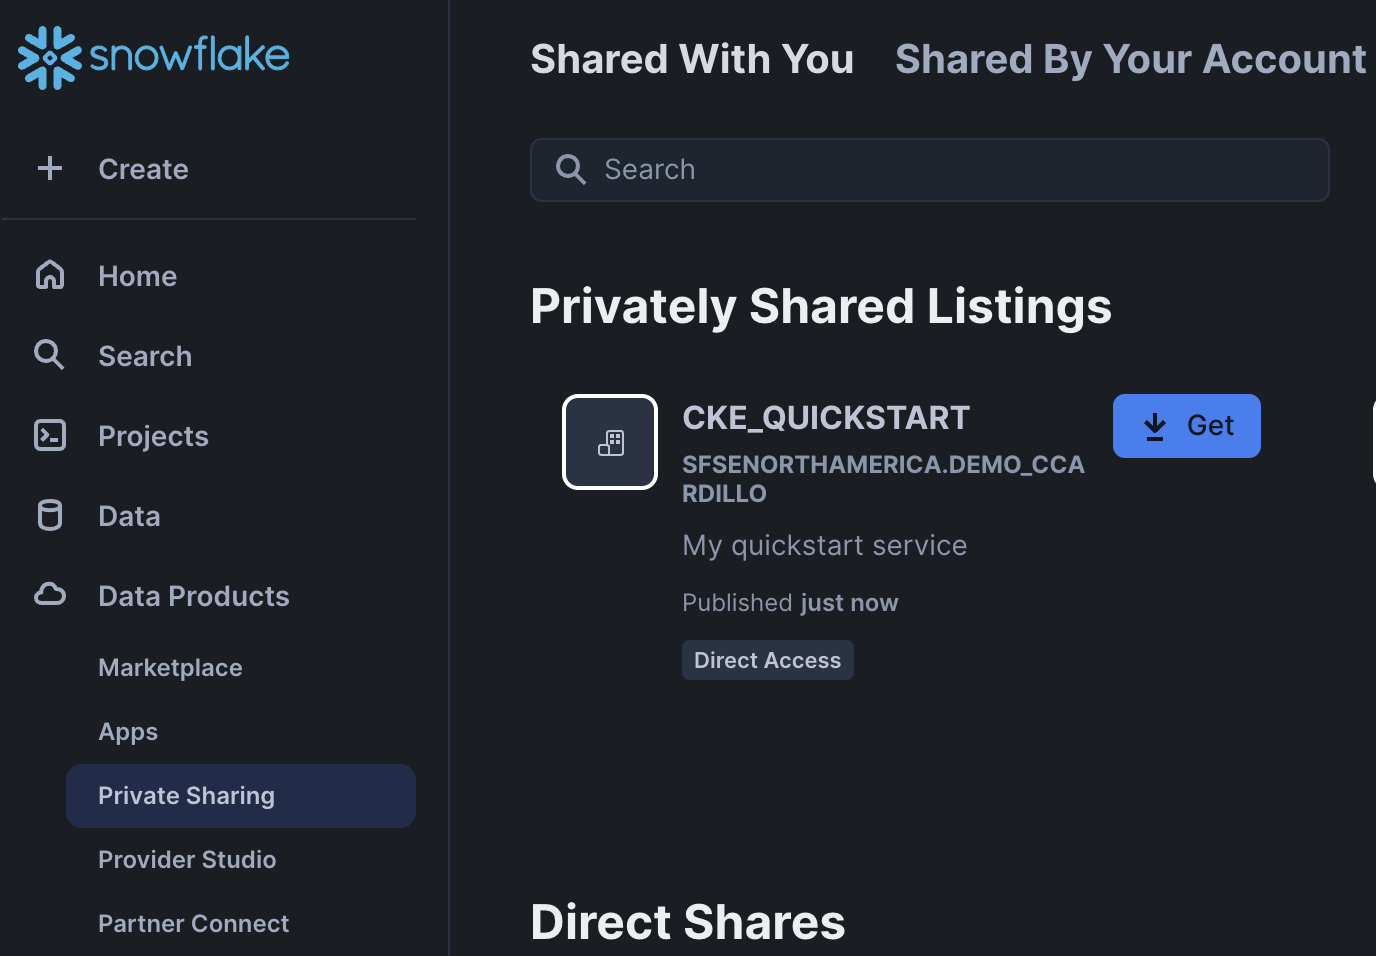 snowflake
Create
Home
Search
Projects
Data
Data Products
Marketplace
Apps
Private Sharing
Provider Studio
Partner Connect
Shared With You
Shared By Your Account
Search
Privately Shared Listings
CKE_QUICKSTART
SFSENORTHAMERICA.DEMO_CCA
RDILLO
My quickstart service
Published just now
Direct Access
Get
Direct Shares